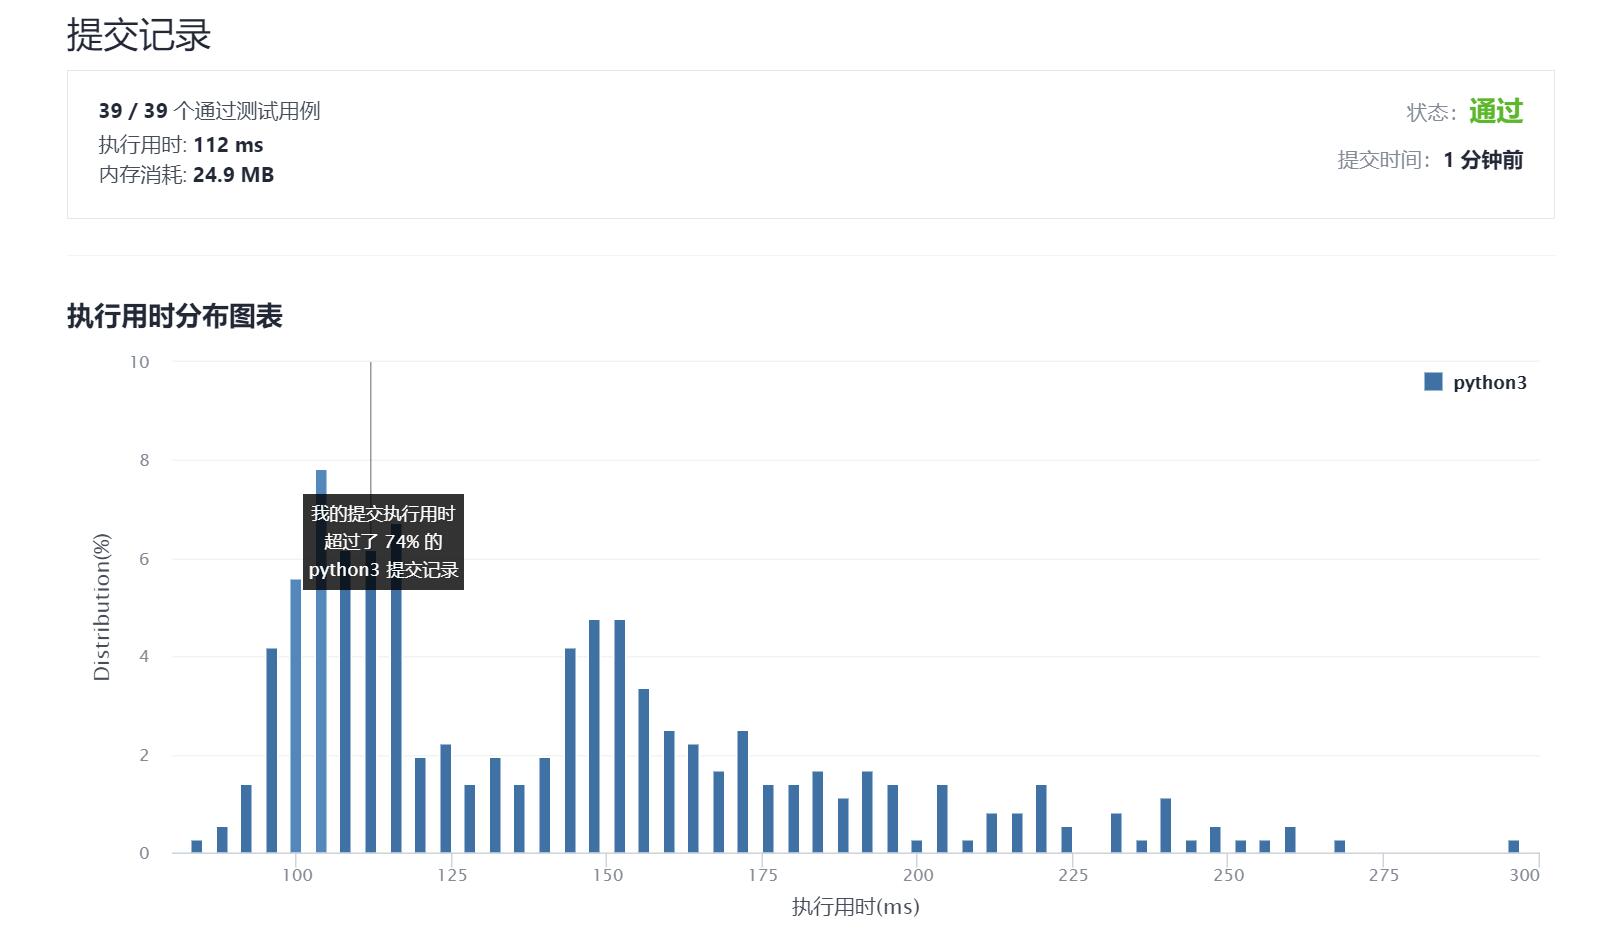 提交记录
39 / 39 个通过测试用例
状态：通过
执行用时: 112 ms
提交时间：1 分钟前
内存消耗: 24.9 MB
执行用时分布图表
10
python3
8
我的提交执行用时
超过了 74% 的
python3 提交记录
6
Distribution(%)
4
2
0
100 125 150 175 200 225 250 275 300
执行用时(ms)